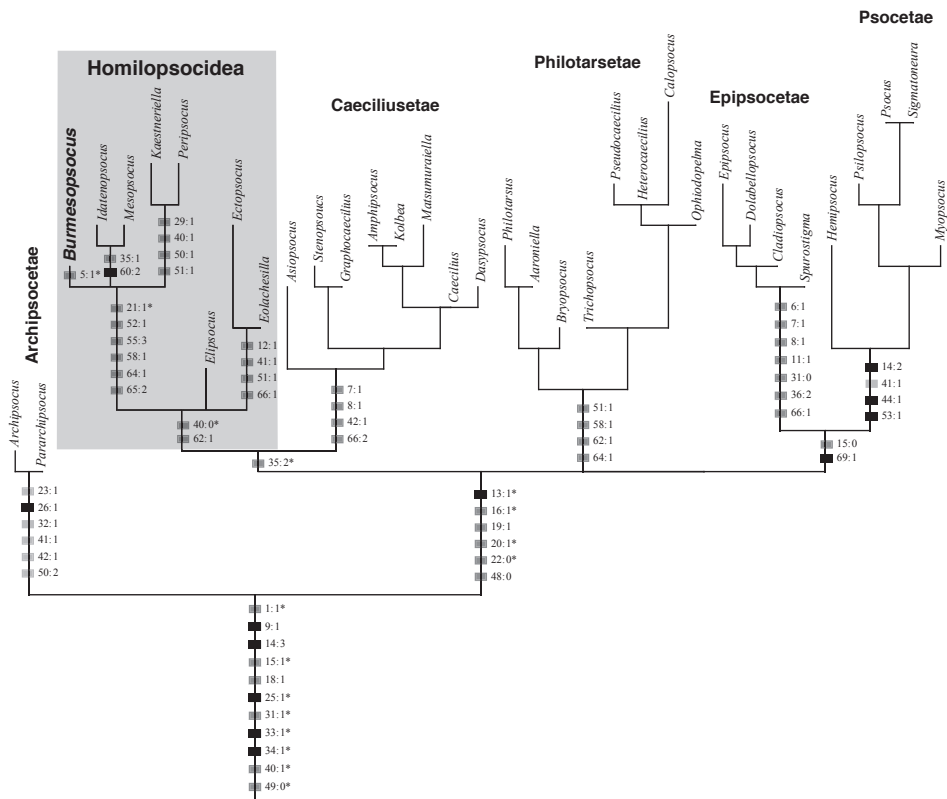 Psocetae
Homilopsocidea
Philotarsetae
Calopsocus
Epipsocetae
Caeciliusetae
Psocus
Sigmatoneura
Kaestneriella
Peripsocus
Burmesopsocus
Idatenopsocus
Mesopsocus
Ectopsocus
Eolachesilla
Elipsocus
Asiopsocus
Stenopsoucs
Graphocaecilius
Amphipsocus
Kolbea
Matsumuraiella
Caecilius
Dasypsocus
Philotarsus
Aaroniella
Bryopsocus
Trichopsocus
Pseudocaecilius
Heterocaecilius
Ophiodopelma
Epipsocus
Dolabellopsocus
Cladiopsocus
Spurostigma
Hemipsocus
Psilopsocus
Myopsocus
Archipsocetae
Archipsocus
Pararchipsocus
5:1*
35:1
60:2
29:1
40:1
50:1
51:1
21:1*
52:1
55:3
58:1
64:1
65:2
12:1
41:1
51:1
66:1
40:0*
62:1
7:1
8:1
42:1
66:2
35:2*
51:1
58:1
62:1
64:1
6:1
7:1
8:1
11:1
31:0
36:2
66:1
14:2
41:1
44:1
53:1
15:0
69:1
23:1
26:1
32:1
41:1
42:1
50:2
13:1*
16:1*
19:1
20:1*
22:0*
48:0
1:1*
9:1
14:3
15:1*
18:1
25:1*
31:1*
33:1*
34:1*
40:1*
49:0*